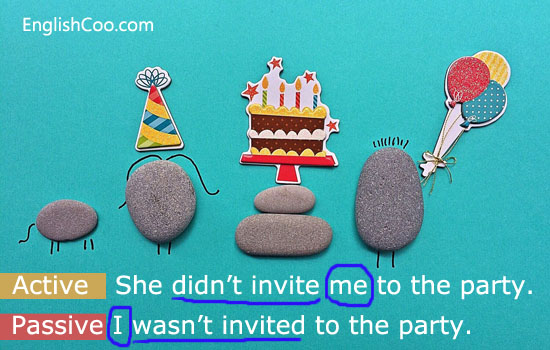 EnglishCoo.com
Active She didn't invite me to the party.
Passive I wasn't invited to the party.